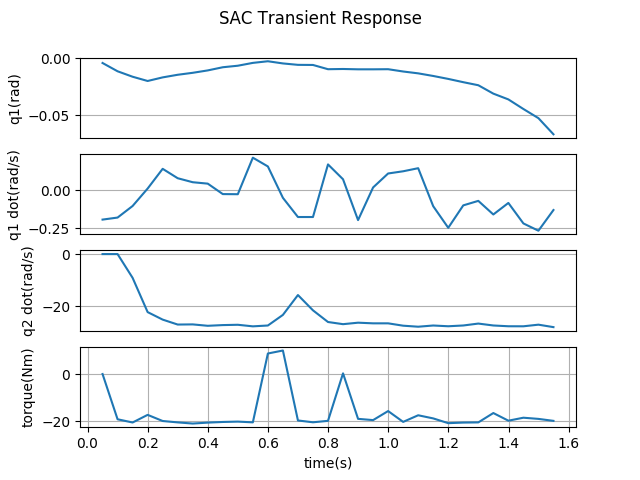 SAC Transient Response
0.00
−0.05
q1(rad)
0.00
−0.25
q1 dot(rad/s)
0
−20
q2 dot(rad/s)
0
−20
torque(Nm)
0.0 0.2 0.4 0.6 0.8 1.0 1.2 1.4 1.6
time(s)